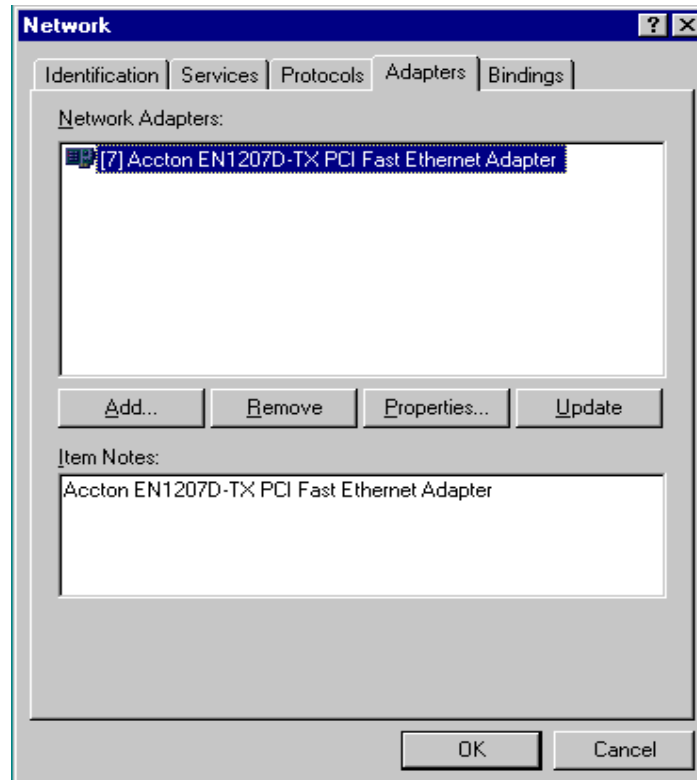 Network
Identification Services Protocols Adapters Bindings
Network Adapters:
[7] Accton EN1207D-TX PCI Fast Ethernet Adapter
Add... Remove Properties... Update
Item Notes:
Accton EN1207D-TX PCI Fast Ethernet Adapter
OK Cancel